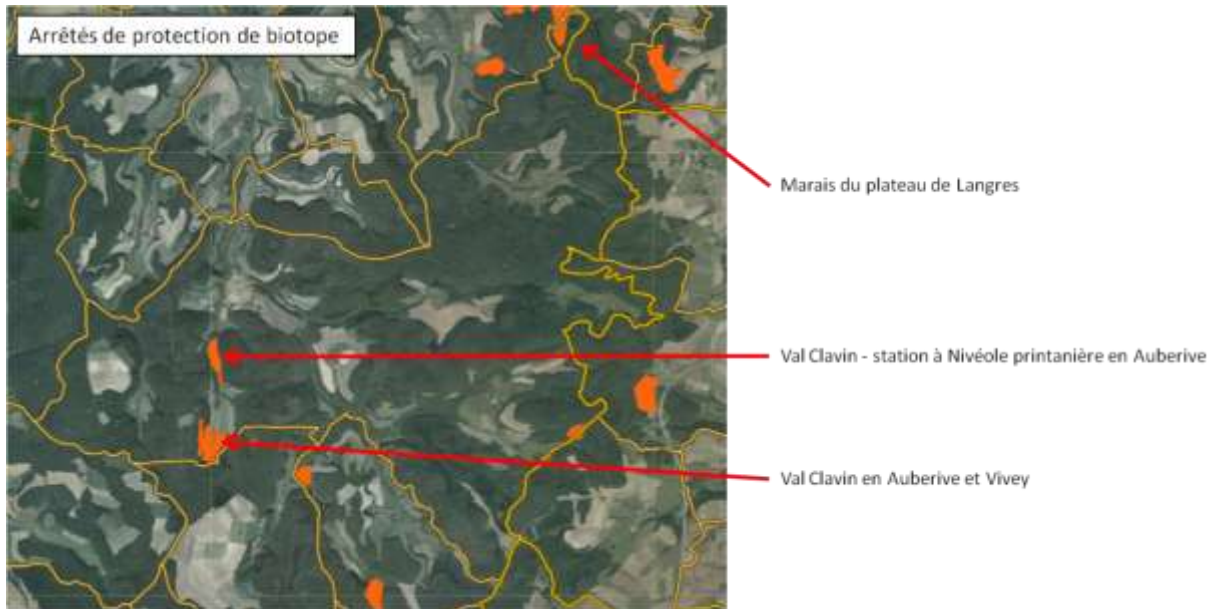 Arrêtés de protection de biotope
Marais du plateau de Langres
Val Clavin - station à Nivéole printanière en Auberive
Val Clavin en Auberive et Vivey